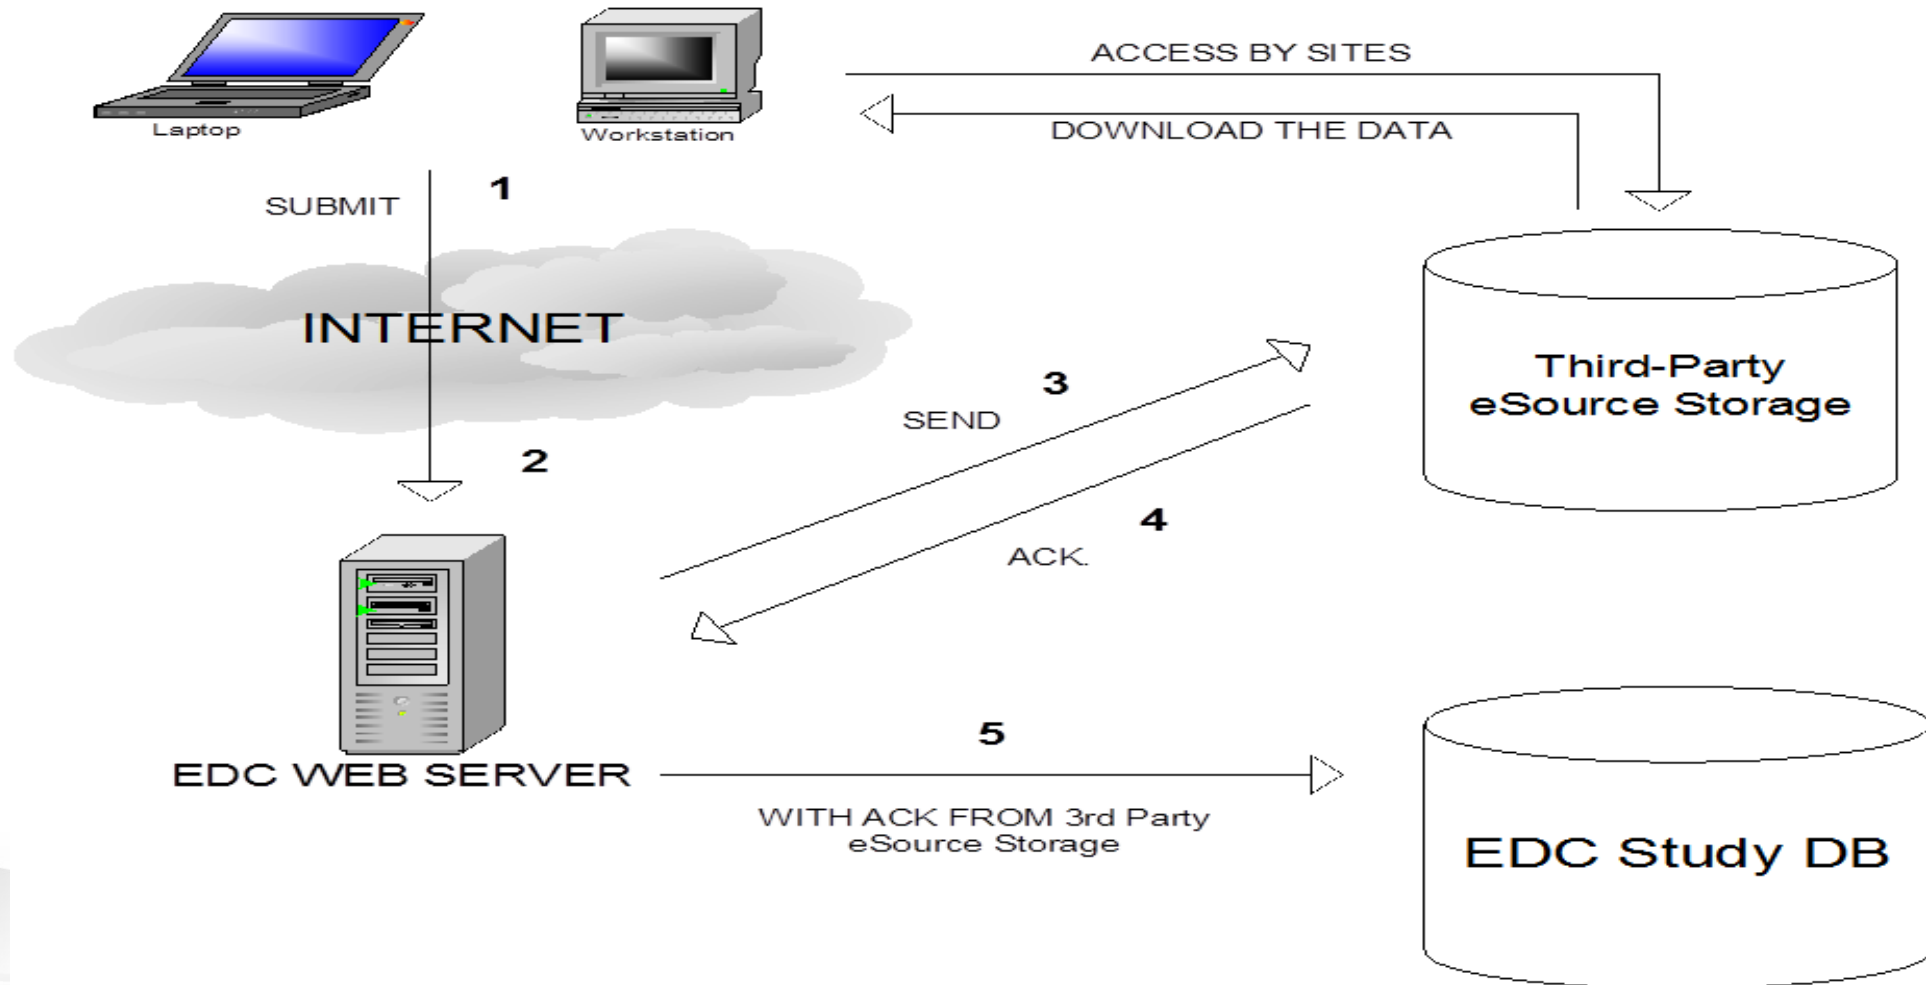 ACCESS BY SITES
DOWNLOAD THE DATA
Laptop
Workstation
1
SUBMIT
INTERNET
2
3
SEND
Third-Party
eSource Storage
4
ACK.
5
EDC WEB SERVER
WITH ACK FROM 3rd Party
eSource Storage
EDC Study DB